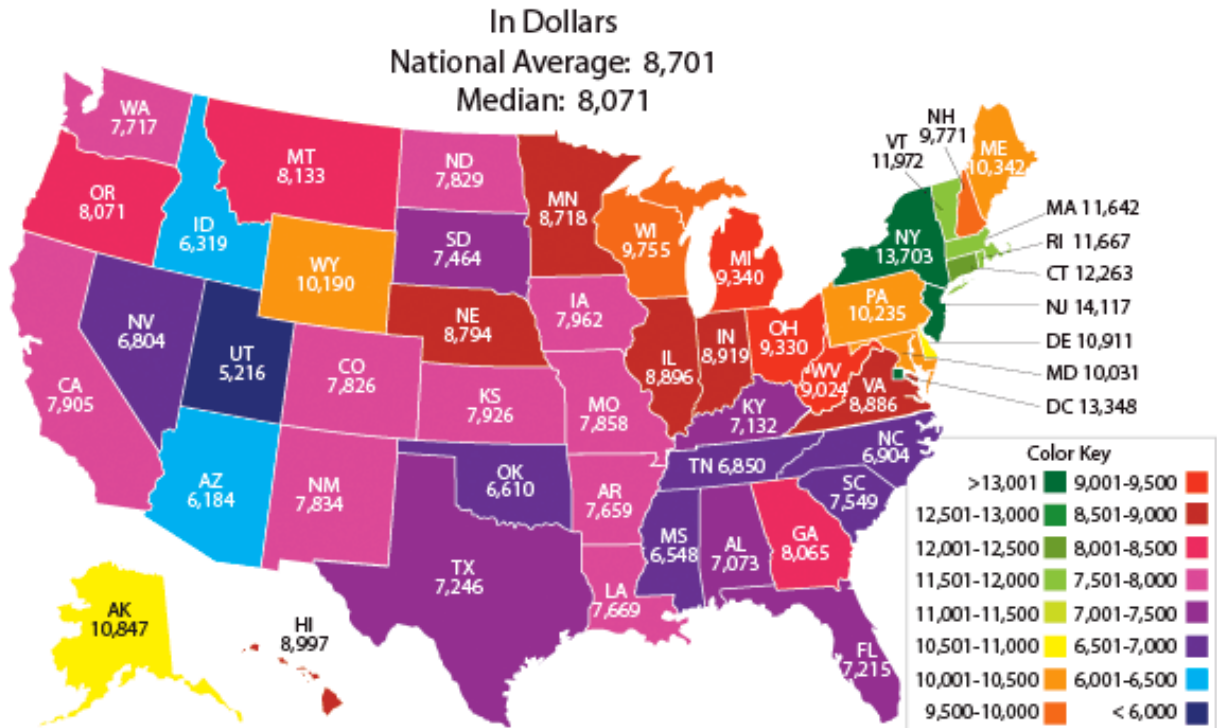 In Dollars
National Average: 8,701
Median: 8,071
WA
7,717
OR
8,071
CA
7,905
ID
6,319
NV
6,804
UT
5,216
AZ
6,184
MT
8,133
WY
10,190
CO
7,826
NM
7,834
ND
7,829
SD
7,464
NE
8,794
KS
7,926
OK
6,610
TX
7,246
MN
8,718
IA
7,962
MO
7,858
AR
7,659
LA
7,669
WI
9,755
IL
8,896
MI
9,340
IN
8,919
OH
9,330
KY
7,132
TN 6,850
MS
6,548
AL
7,073
GA
8,065
FL
7,215
SC
7,549
NC
6,904
WV
9,024
VA
8,886
PA
10,235
NY
13,703
VT
11,972
NH
9,771
ME
10,342
MA 11,642
RI 11,667
CT 12,263
NJ 14,117
DE 10,911
MD 10,031
DC 13,348
AK
10,847
HI
8,997
Color Key
>13,001 9,001-9,500
12,501-13,000 8,501-9,000
12,001-12,500 8,001-8,500
11,501-12,000 7,501-8,000
11,001-11,500 7,001-7,500
10,501-11,000 6,501-7,000
10,001-10,500 6,001-6,500
9,500-10,000 < 6,000